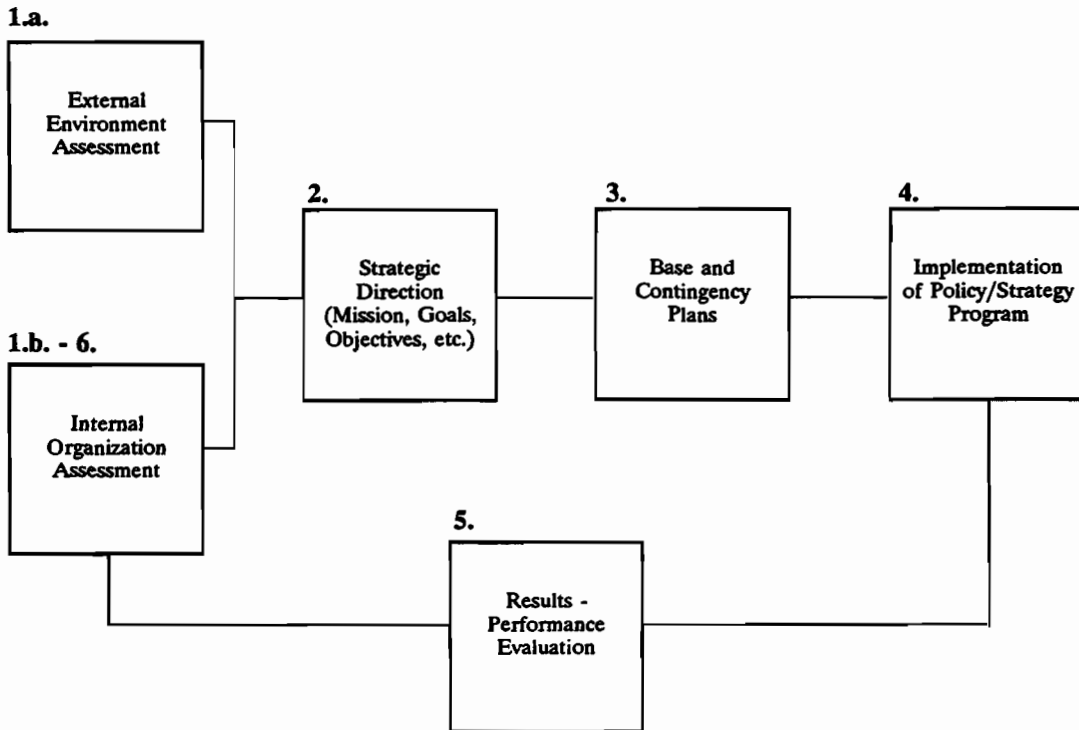 1.a.
External
Environment
Assessment
2.
Strategic
Direction
(Mission, Goals,
Objectives, etc.)
3.
Base and
Contingency
Plans
4.
Implementation
of Policy/Strategy
Program
1.b. - 6.
Internal
Organization
Assessment
5.
Results -
Performance
Evaluation